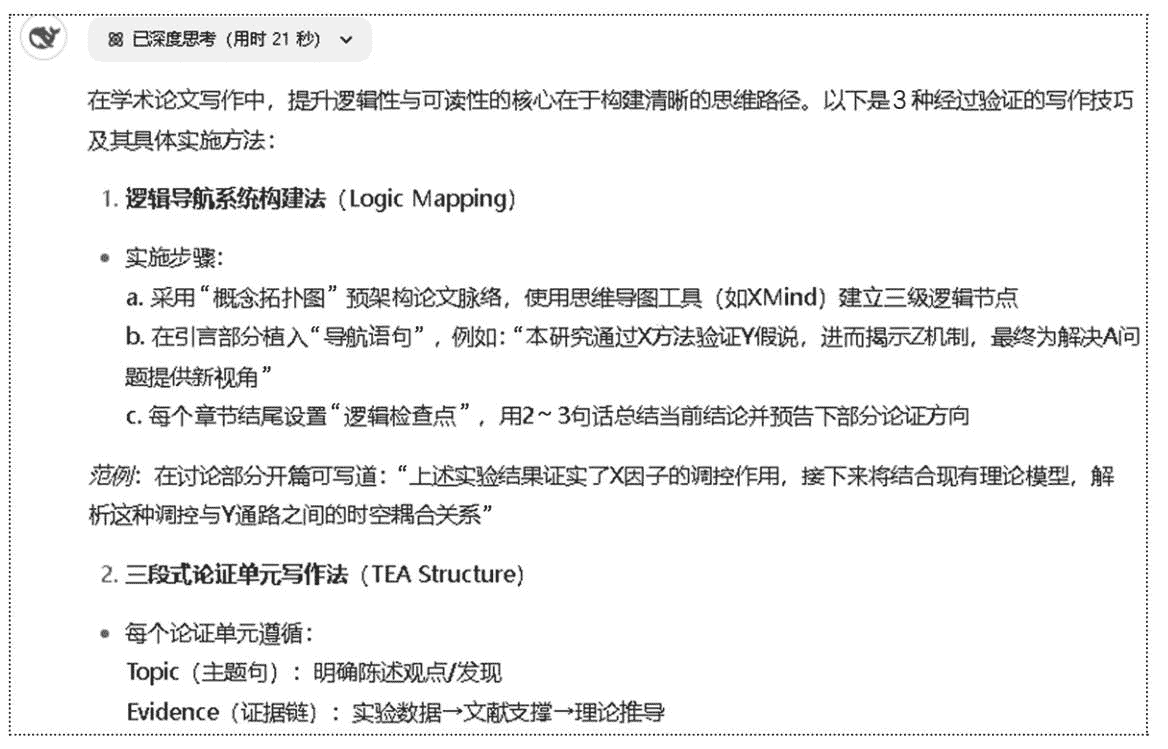 已深度思考（用时 21 秒）
在学术论文写作中，提升逻辑性与可读性的核心在于构建清晰的思维路径。以下是3 种经过验证的写作技巧
及其具体实施方法：
1. 逻辑导航系统构建法（Logic Mapping）
• 实施步骤：
a. 采用“概念拓扑图”预架构论文脉络，使用思维导图工具（如XMind）建立三级逻辑节点
b. 在引言部分植入“导航语句”，例如：“本研究通过X方法验证Y假说，进而揭示Z机制，最终为解决A问
题提供新视角”
c. 每个章节结尾设置“逻辑检查点”，用2～3句话总结当前结论并预告下部分论证方向
范例：在讨论部分开篇可写道：“上述实验结果证实了X因子的调控作用，接下来将结合现有理论模型，解
析这种调控与Y通路之间的时空耦合关系”
2. 三段式论证单元写作法（TEA Structure）
• 每个论证单元遵循：
Topic（主题句）：明确陈述观点/发现
Evidence（证据链）：实验数据→文献支撑→理论推导